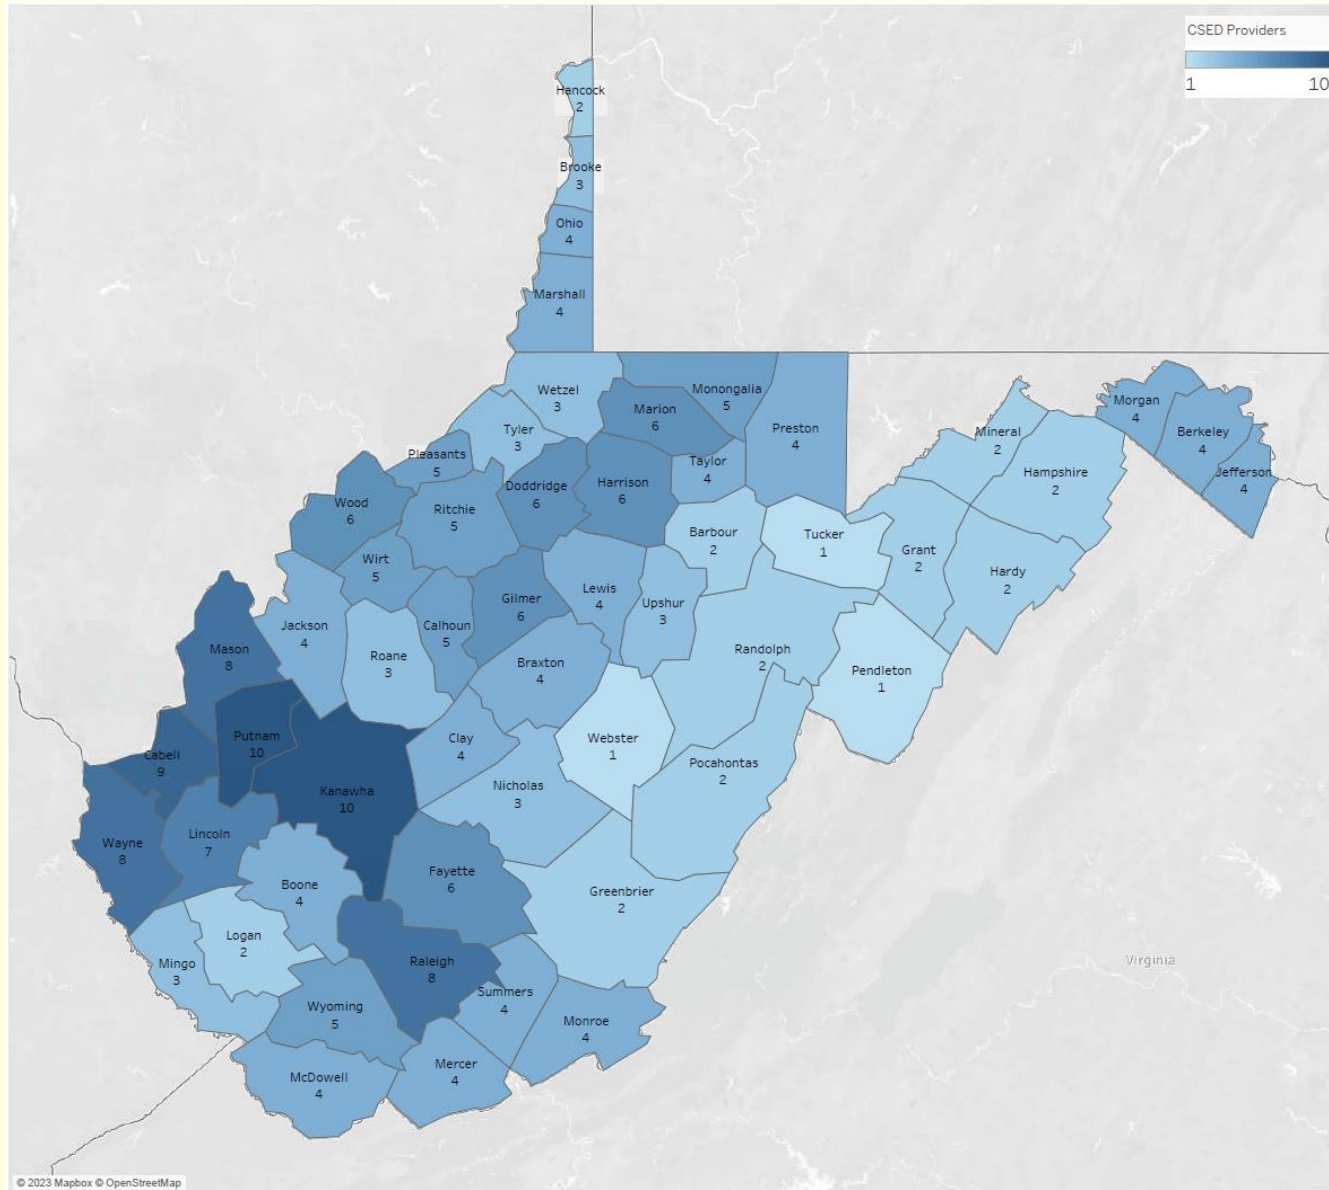 CSED Providers
1 10
Hancock
2
Brooke
3
Ohio
4
Marshall
4
Wetzel
3
Monongalia
5
Marion
6
Preston
4
Tyler
3
Pleasants
5
Taylor
4
Doddridge
6
Harrison
6
Wood
6
Ritchie
5
Morgan
4
Berkeley
4
Jefferson
4
Mineral
2
Hampshire
2
Barbour
2
Tucker
1
Grant
2
Hardy
2
Wirt
5
Gilmer
6
Lewis
4
Upshur
3
Jackson
4
Calhoun
5
Roane
3
Braxton
4
Randolph
2
Pendleton
1
Mason
8
Putnam
10
Cabell
9
Clay
4
Webster
1
Pocahontas
2
Kanawha
10
Nicholas
3
Lincoln
7
Wayne
8
Fayette
6
Boone
4
Greenbrier
2
Logan
2
Mingo
3
Raleigh
8
Virginia
Summers
4
Wyoming
5
Monroe
4
Mercer
4
McDowell
4
© 2023 Mapbox © OpenStreetMap